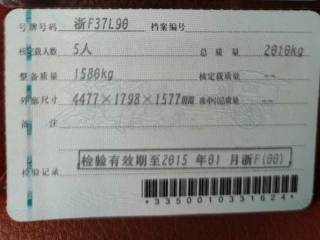 号牌号码 浙F37L90 档案编号
核定载人数 5人 总质量 2010kg
整备质量 1580kg 核定载质量 --
外廓尺寸 4477×1798×1577mm 准牵引总质量 --
备注
检验有效期至2015年01月浙F(00)
检验记录
*3350010331624*